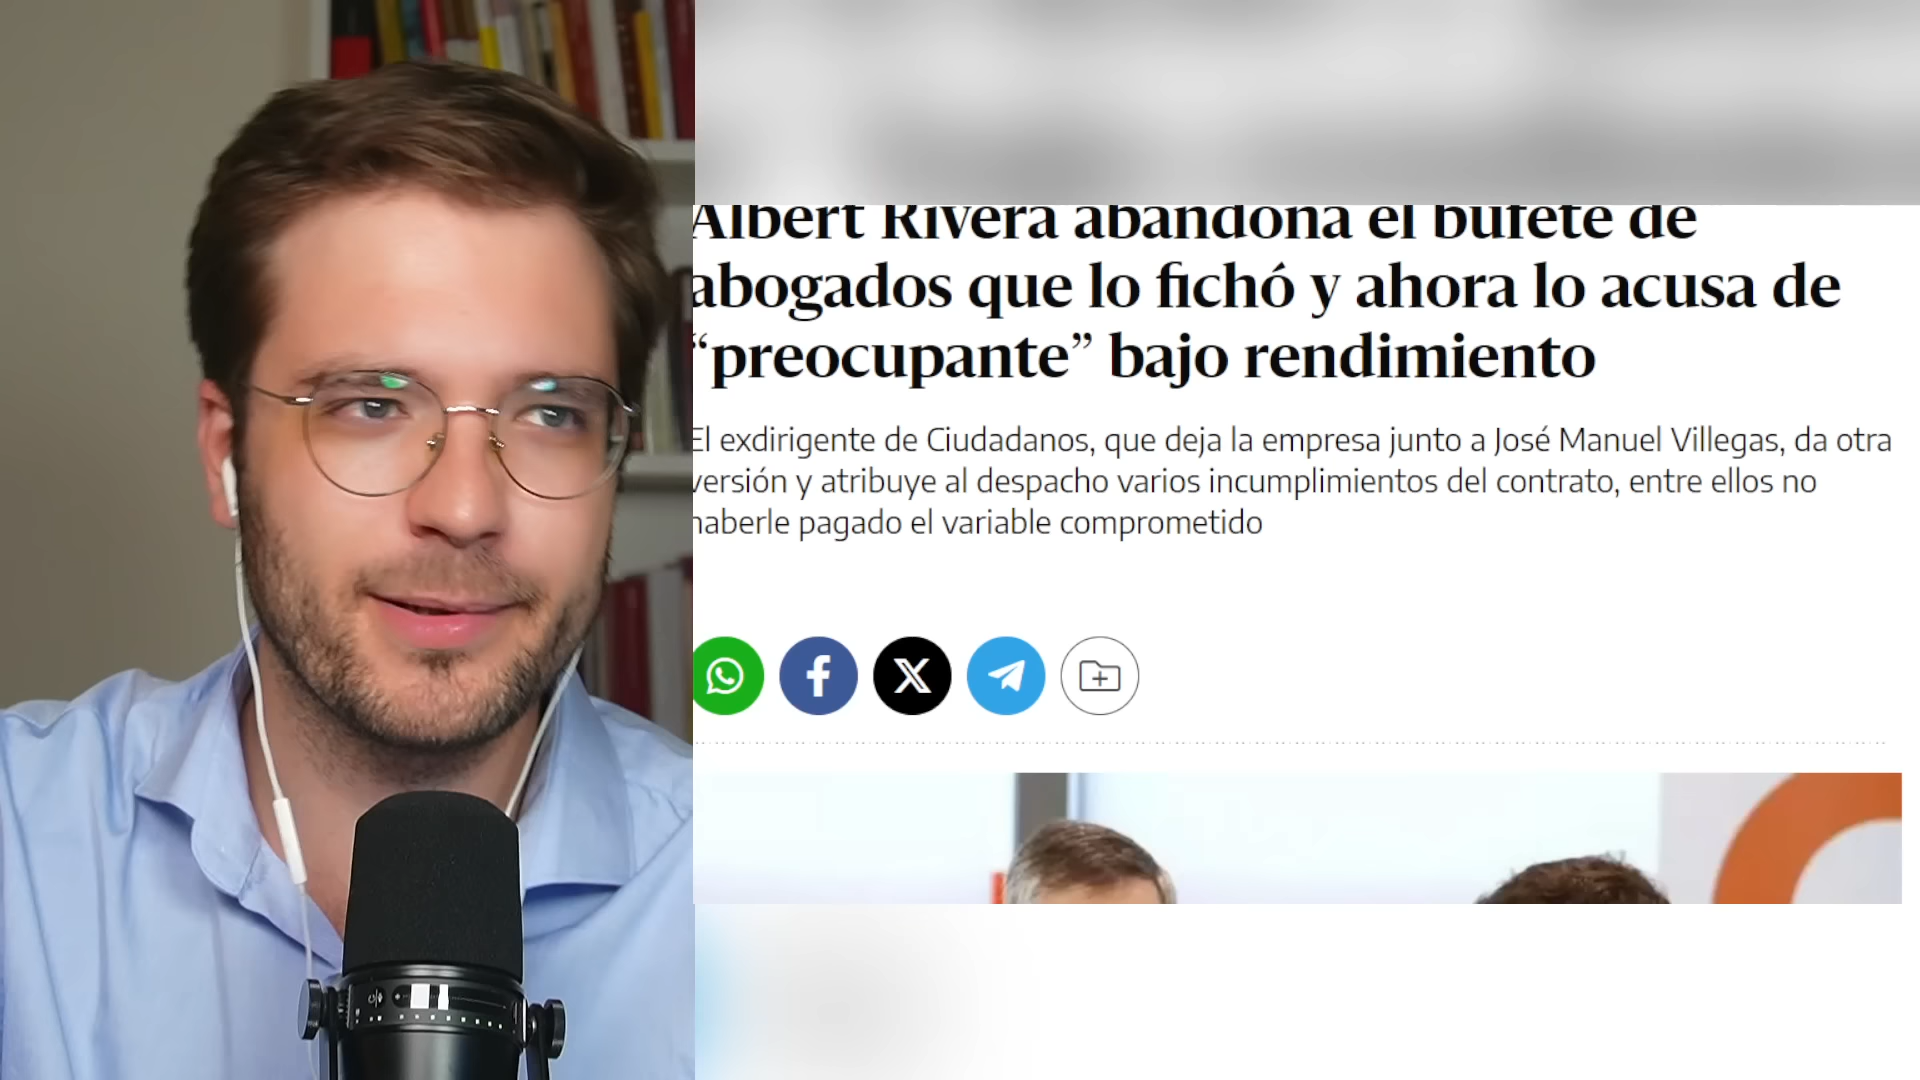 Albert Rivera abandona el bufete de
abogados que lo fichó y ahora lo acusa de
“preocupante” bajo rendimiento
El exdirigente de Ciudadanos, que deja la empresa junto a José Manuel Villegas, da otra
versión y atribuye al despacho varios incumplimientos del contrato, entre ellos no
haberle pagado el variable comprometido